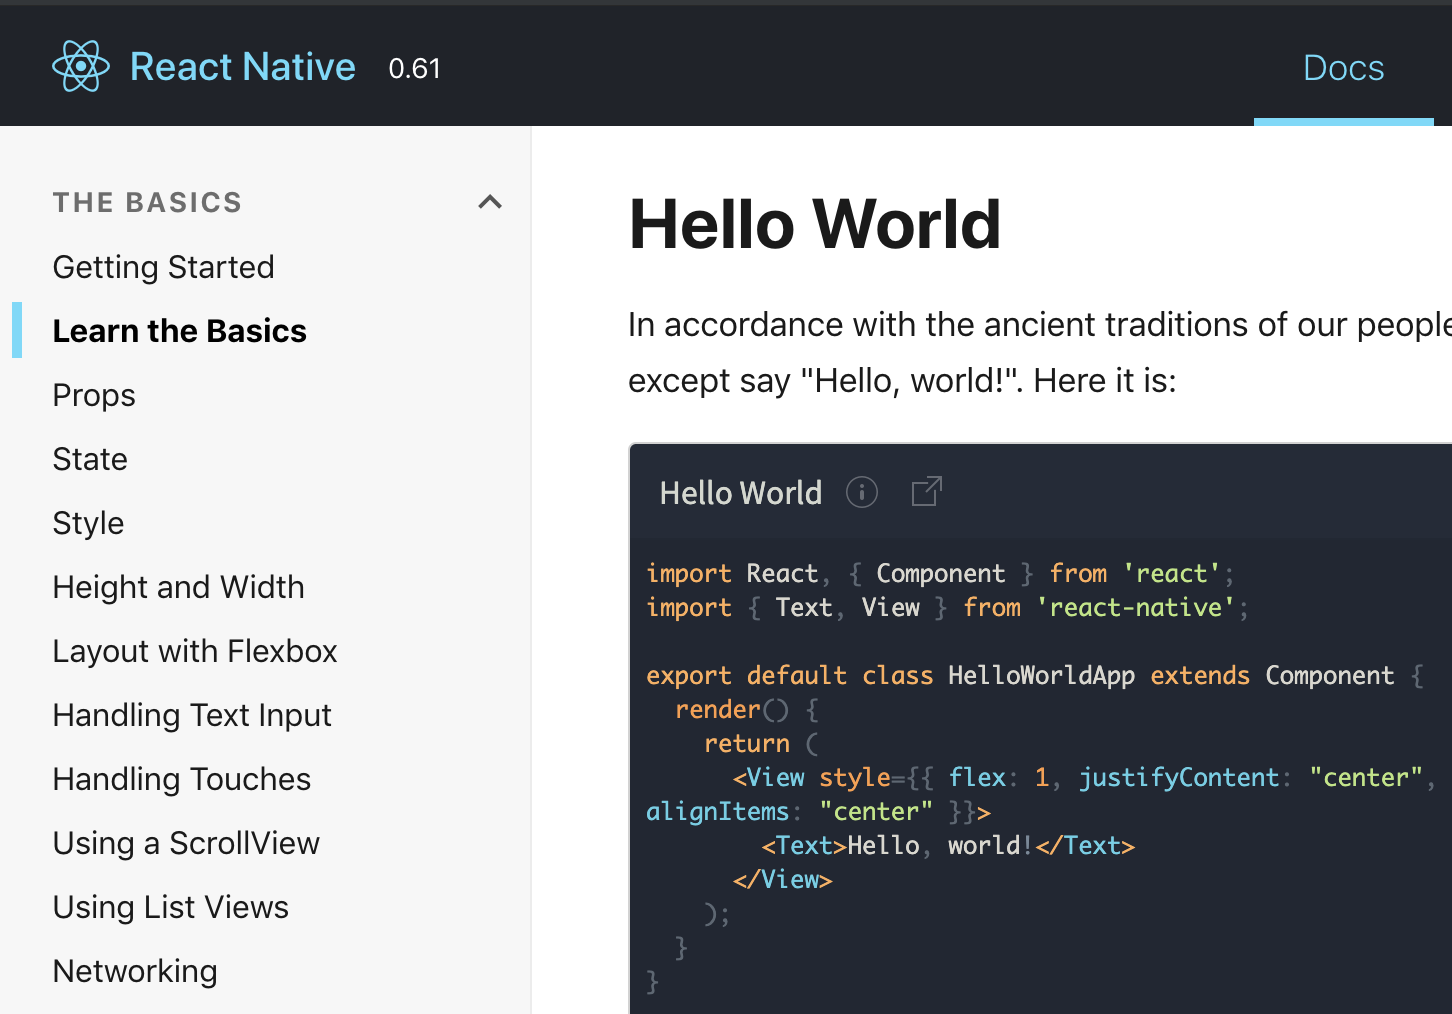 React Native 0.61
Docs
THE BASICS
Getting Started
Learn the Basics
Props
State
Style
Height and Width
Layout with Flexbox
Handling Text Input
Handling Touches
Using a ScrollView
Using List Views
Networking
Hello World
In accordance with the ancient traditions of our people
except say "Hello, world!". Here it is:
Hello World
import React, { Component } from 'react';
import { Text, View } from 'react-native';
export default class HelloWorldApp extends Component {
render() {
return (
<View style={{ flex: 1, justifyContent: "center",
alignItems: "center" }}>
<Text>Hello, world!</Text>
</View>
);
}
}